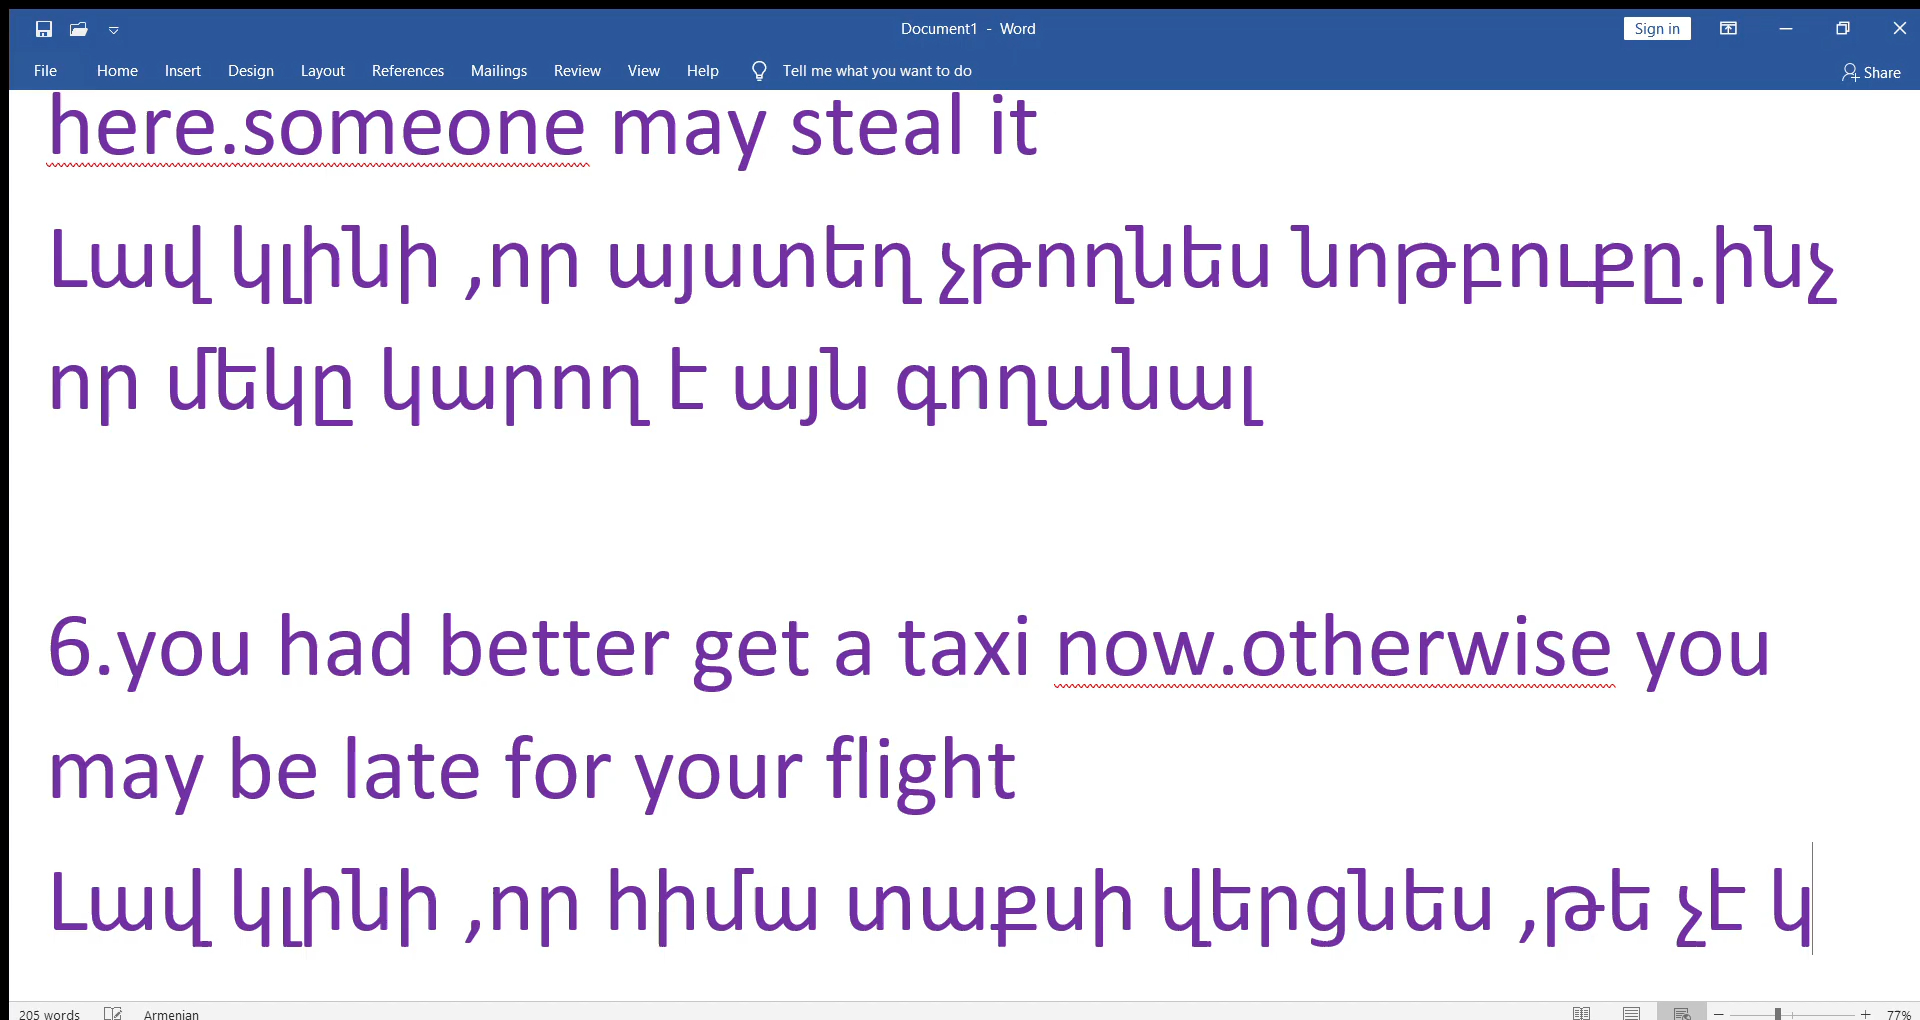 Document1 - Word
Sign in
File Home Insert Design Layout References Mailings Review View Help Tell me what you want to do
Share
here.someone may steal it
Լավ կլինի ,որ այստեղ չթողնես նոթբուքը.ինչ
որ մեկը կարող է այն գողանալ
6.you had better get a taxi now.otherwise you
may be late for your flight
Լավ կլինի ,որ հիմա տաքսի վերցնես ,թե չէ կ
205 words Armenian 77%